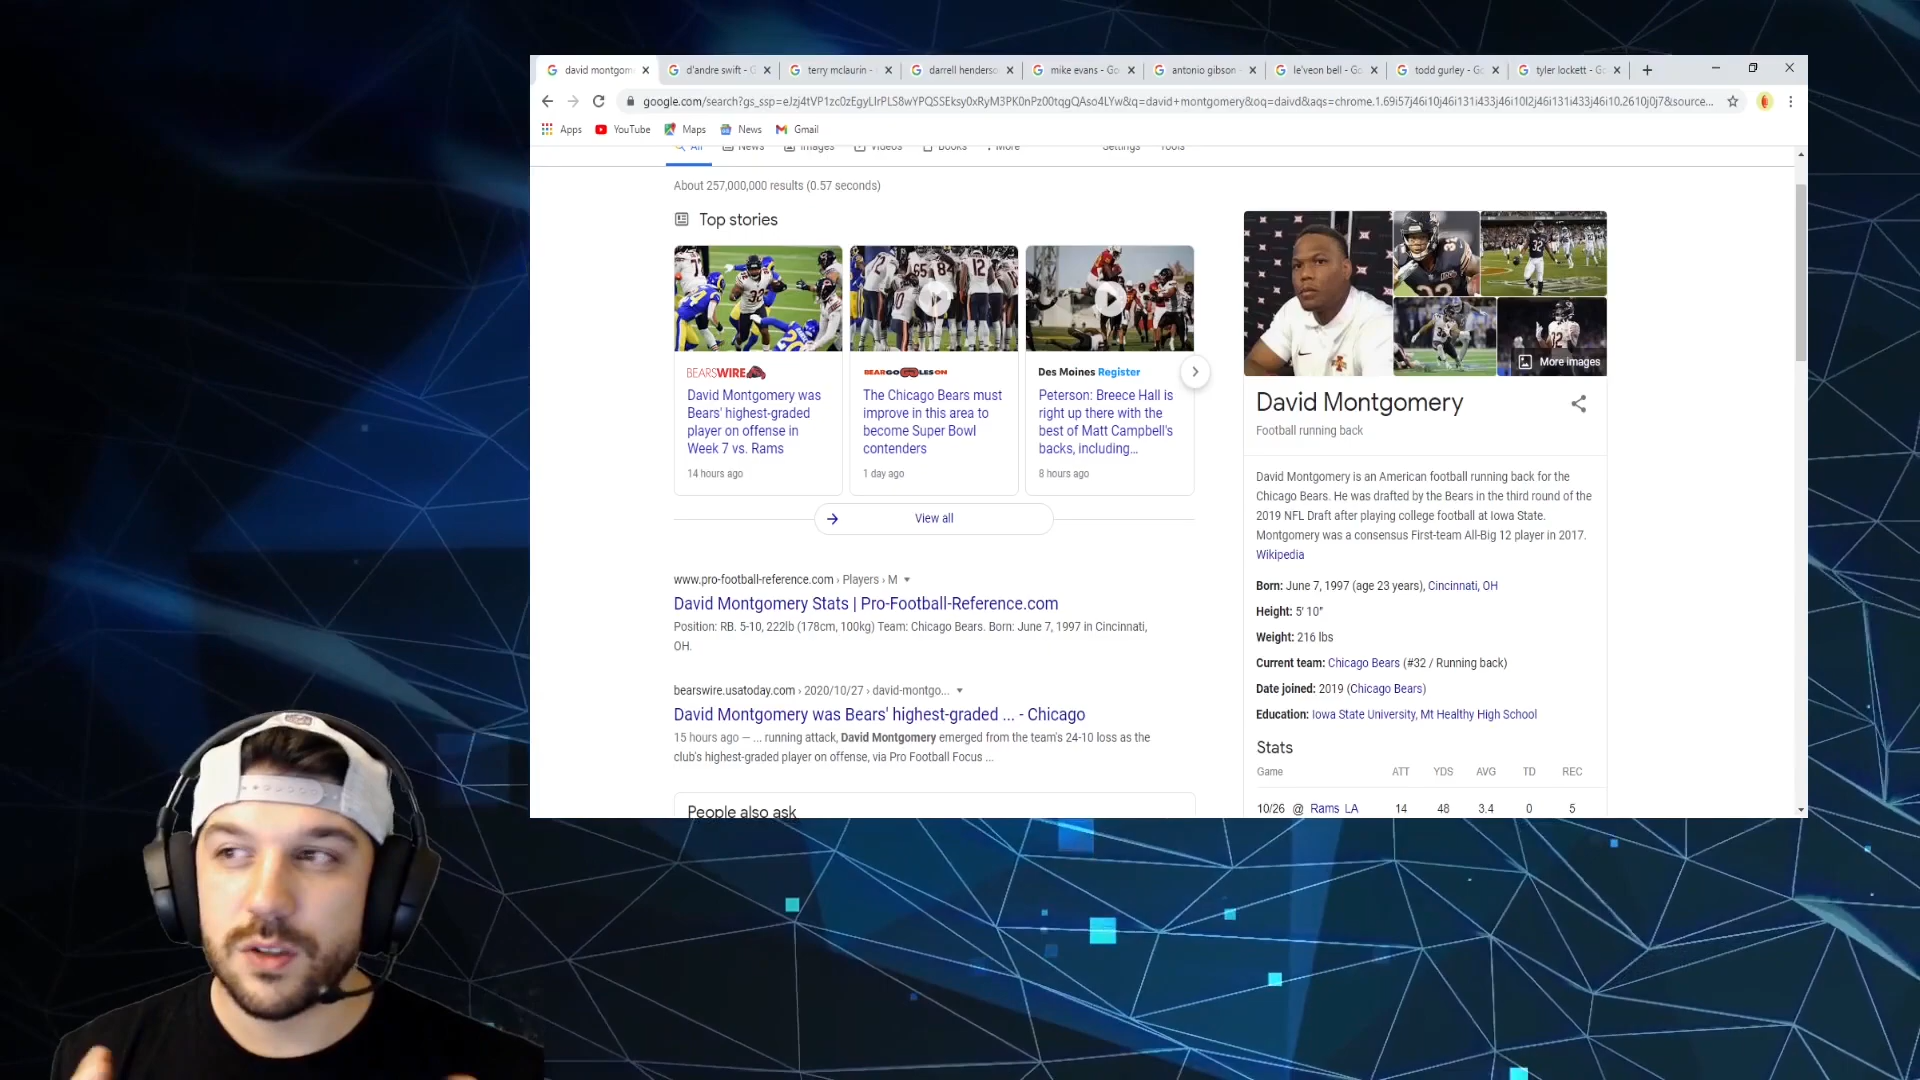 david montgom
d'andre swift - G
terry mclaurin -
darrell henderso
mike evans - Go
antonio gibson -
le'veon bell - Go
todd gurley - Go
tyler lockett - Go
google.com/search?gs_ssp=eJzj4tVP1zc0zEgyLIrPLS8wYPQSSEksy0xRyM3PK0nPz00tqgQAso4LYw&q=david+montgomery&oq=daivd&aqs=chrome.1.69i57j46i10j46i131i433j46i10l2j46i131i433j46i10.2610j0j7&source...
Apps YouTube Maps News Gmail
All News Images Videos Books More Settings Tools
About 257,000,000 results (0.57 seconds)
Top stories
BEARSWIRE
David Montgomery was
Bears' highest-graded
player on offense in
Week 7 vs. Rams
14 hours ago
BEARGOGGLESON
The Chicago Bears must
improve in this area to
become Super Bowl
contenders
1 day ago
Des Moines Register
Peterson: Breece Hall is
right up there with the
best of Matt Campbell's
backs, including...
8 hours ago
View all
www.pro-football-reference.com › Players › M
David Montgomery Stats | Pro-Football-Reference.com
Position: RB. 5-10, 222lb (178cm, 100kg) Team: Chicago Bears. Born: June 7, 1997 in Cincinnati,
OH.
bearswire.usatoday.com › 2020/10/27 › david-montgo...
David Montgomery was Bears' highest-graded ... - Chicago
15 hours ago — ... running attack, David Montgomery emerged from the team's 24-10 loss as the
club's highest-graded player on offense, via Pro Football Focus ...
People also ask
More images
David Montgomery
Football running back
David Montgomery is an American football running back for the
Chicago Bears. He was drafted by the Bears in the third round of the
2019 NFL Draft after playing college football at Iowa State.
Montgomery was a consensus First-team All-Big 12 player in 2017.
Wikipedia
Born: June 7, 1997 (age 23 years), Cincinnati, OH
Height: 5' 10"
Weight: 216 lbs
Current team: Chicago Bears (#32 / Running back)
Date joined: 2019 (Chicago Bears)
Education: Iowa State University, Mt Healthy High School
Stats
Game ATT YDS AVG TD REC
10/26 @ Rams LA 14 48 3.4 0 5